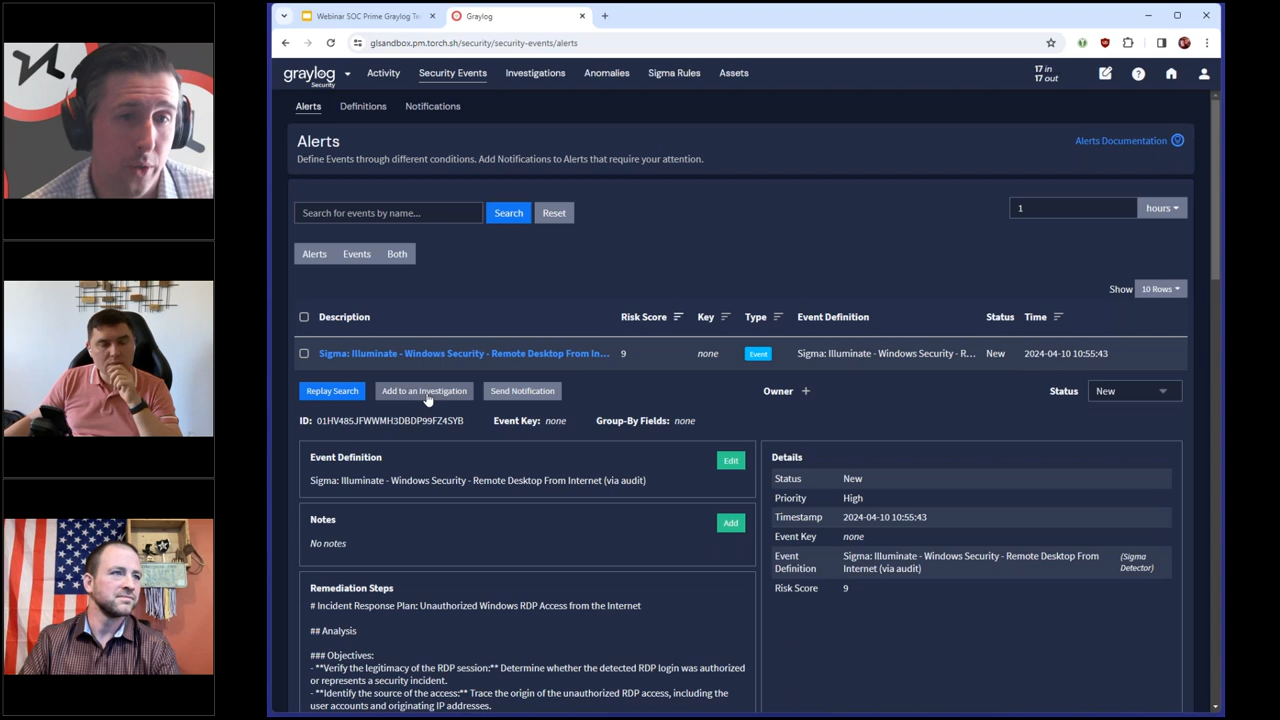 Webinar SOC Prime Graylog Te
Graylog
glsandbox.pm.torch.sh/security/security-events/alerts
graylog
Security
Activity
Security Events
Investigations
Anomalies
Sigma Rules
Assets
17 in
17 out
Alerts
Definitions
Notifications
Alerts
Alerts Documentation
Define Events through different conditions. Add Notifications to Alerts that require your attention.
Search for events by name...
Search
Reset
1
hours
Alerts
Events
Both
Show
10 Rows
Description
Risk Score
Key
Type
Event Definition
Status
Time
Sigma: Illuminate - Windows Security - Remote Desktop From In...
9
none
Event
Sigma: Illuminate - Windows Security - R...
New
2024-04-10 10:55:43
Replay Search
Add to an Investigation
Send Notification
Owner +
Status
New
ID: 01HV485JFWWMH3DBDP99FZ4SYB
Event Key: none
Group-By Fields: none
Event Definition
Edit
Sigma: Illuminate - Windows Security - Remote Desktop From Internet (via audit)
Notes
Add
No notes
Remediation Steps
# Incident Response Plan: Unauthorized Windows RDP Access from the Internet
## Analysis
### Objectives:
- **Verify the legitimacy of the RDP session:** Determine whether the detected RDP login was authorized
or represents a security incident.
- **Identify the source of the access:** Trace the origin of the unauthorized RDP access, including the
user accounts and originating IP addresses.
Details
Status
New
Priority
High
Timestamp
2024-04-10 10:55:43
Event Key
none
Event
Definition
Sigma: Illuminate - Windows Security - Remote Desktop From
Internet (via audit)
(Sigma
Detector)
Risk Score
9